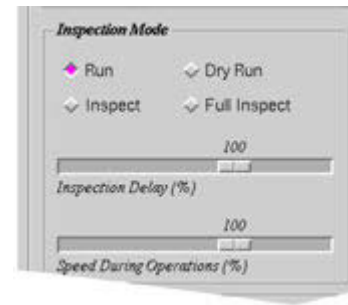 Inspection Mode
Run Dry Run
Inspect Full Inspect
100
Inspection Delay (%)
100
Speed During Operations (%)